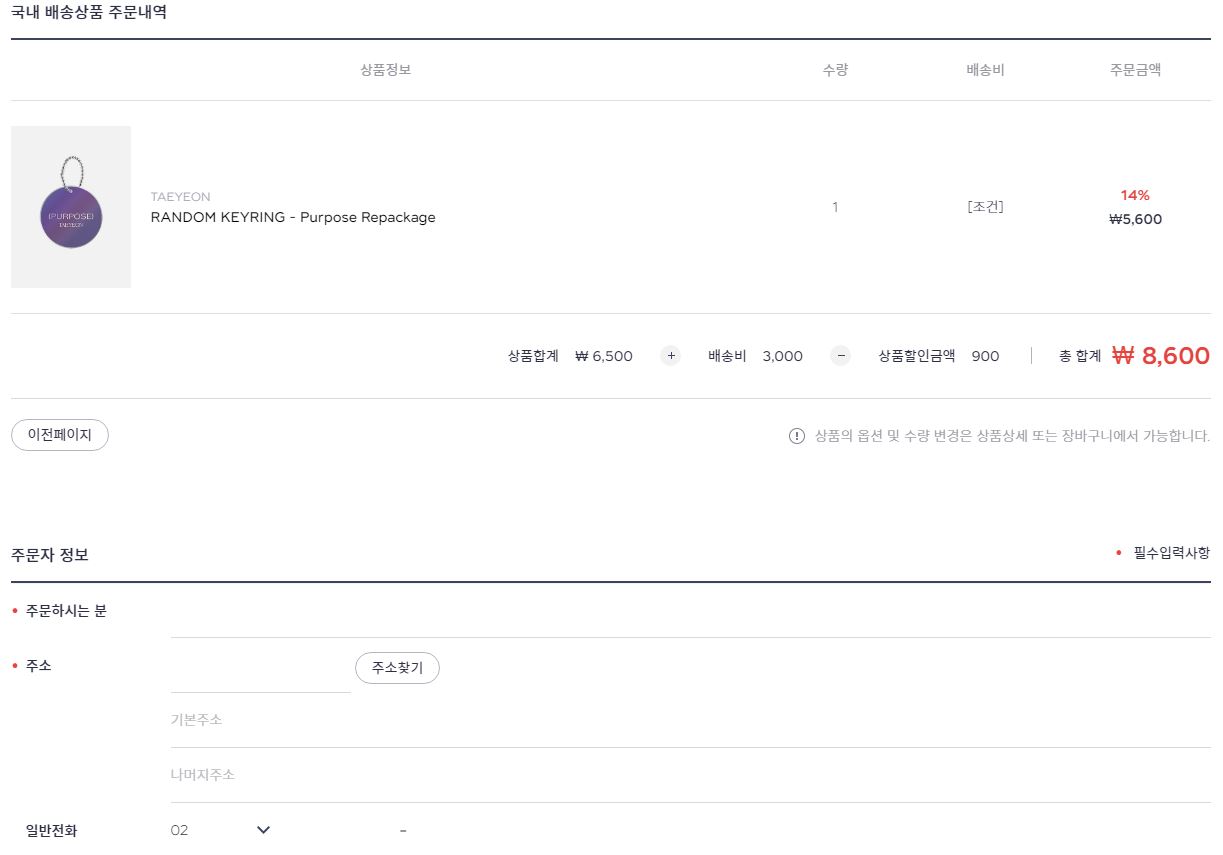 국내 배송상품 주문내역
상품정보 수량 배송비 주문금액
(PURPOSE)
TAEYEON
TAEYEON
RANDOM KEYRING - Purpose Repackage
1
[조건]
14%
₩5,600
상품합계 ₩ 6,500 + 배송비 3,000 - 상품할인금액 900 총 합계 ₩ 8,600
이전페이지
! 상품의 옵션 및 수량 변경은 상품상세 또는 장바구니에서 가능합니다.
주문자 정보
• 필수입력사항
• 주문하시는 분
• 주소 주소찾기
기본주소
나머지주소
일반전화 02 -